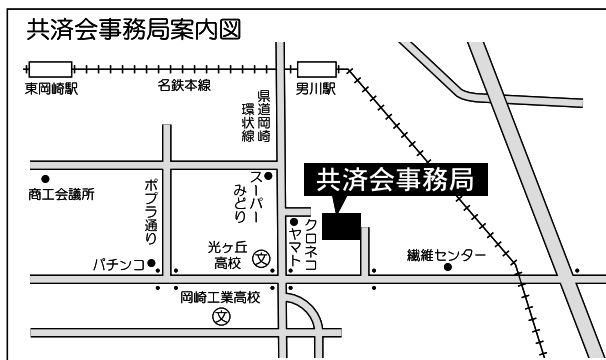 共済会事務局案内図
東岡崎駅
名鉄本線
男川駅
県道岡崎
環状線
共済会事務局
商工会議所
ポプラ通り
スーパー
みどり
クロネコ
ヤマト
光ヶ丘
高校
文
繊維センター
パチンコ
岡崎工業高校
文